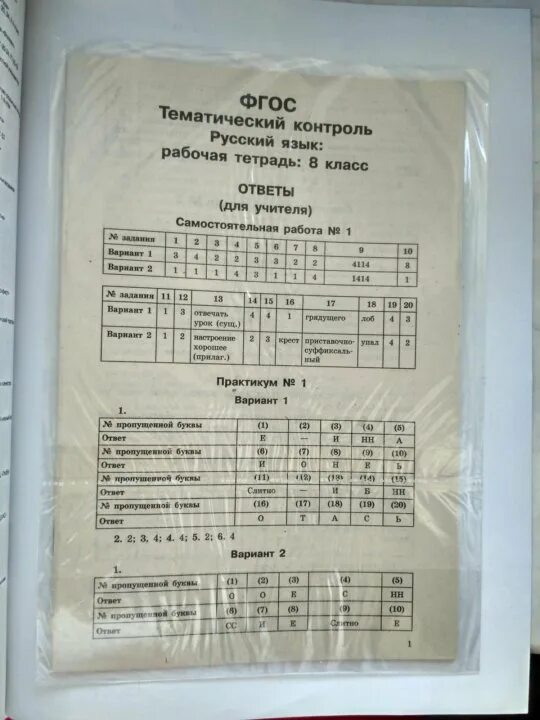 ФГОС
Тематический контроль
Русский язык:
рабочая тетрадь: 8 класс
ОТВЕТЫ
(для учителя)
Самостоятельная работа № 1
№ задания 1 2 3 4 5 6 7 8 9 10
Вариант 1 3 4 2 2 3 3 2 2 4114 3
Вариант 2 1 1 1 4 3 1 1 4 1414 1
№ задания 11 12 13 14 15 16 17 18 19 20
Вариант 1 1 3 отвечать урок (сущ.) 4 4 1 грядущего лоб 4 3
Вариант 2 1 2 настроение хорошее (прилаг.) 2 3 крест приставочно-суффиксальный упал 4 2
Практикум № 1
Вариант 1
1.
№ пропущенной буквы (1) (2) (3) (4) (5)
Ответ Е — И НН А
№ пропущенной буквы (6) (7) (8) (9) (10)
Ответ И О Н Е Ь
№ пропущенной буквы (11) (12) (13) (14) (15)
Ответ Слитно — И Б НН
№ пропущенной буквы (16) (17) (18) (19) (20)
Ответ О Т А С Ь
2. 2; 3. 4; 4. 4; 5. 2; 6. 4
Вариант 2
1.
№ пропущенной буквы (1) (2) (3) (4) (5)
Ответ О О Е С НН
№ пропущенной буквы (6) (7) (8) (9) (10)
Ответ СС И Е Слитно Е
1